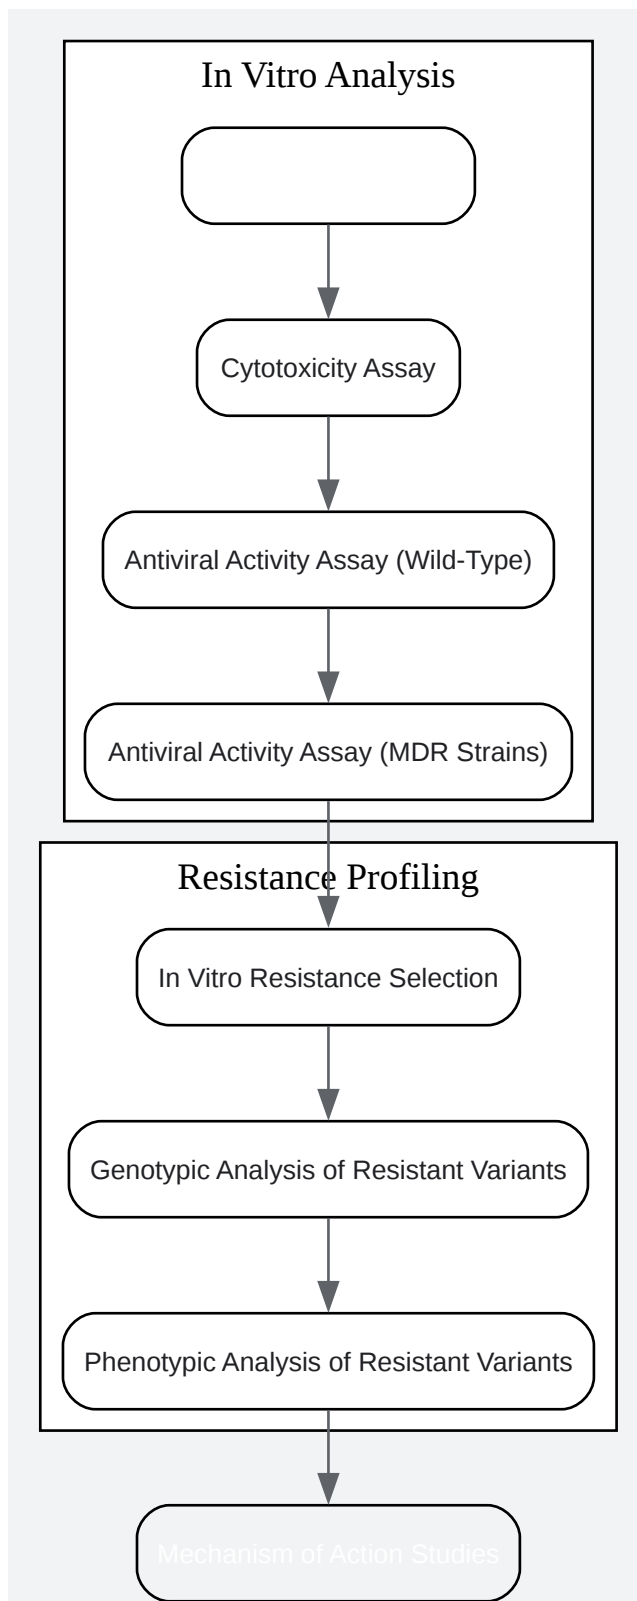 In Vitro Analysis
Cytotoxicity Assay
Antiviral Activity Assay (Wild-Type)
Antiviral Activity Assay (MDR Strains)
Resistance Profiling
In Vitro Resistance Selection
Genotypic Analysis of Resistant Variants
Phenotypic Analysis of Resistant Variants
Mechanism of Action Studies